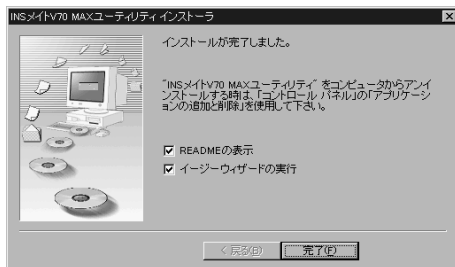 INSメイトV70 MAXユーティリティ インストーラ
インストールが完了しました。
"INSメイトV70 MAXユーティリティ" をコンピュータからアンイ
ンストールする時は、「コントロール パネル」の「アプリケーシ
ョンの追加と削除」を使用して下さい。
READMEの表示
イージーウィザードの実行
< 戻る(B)
完了(F)